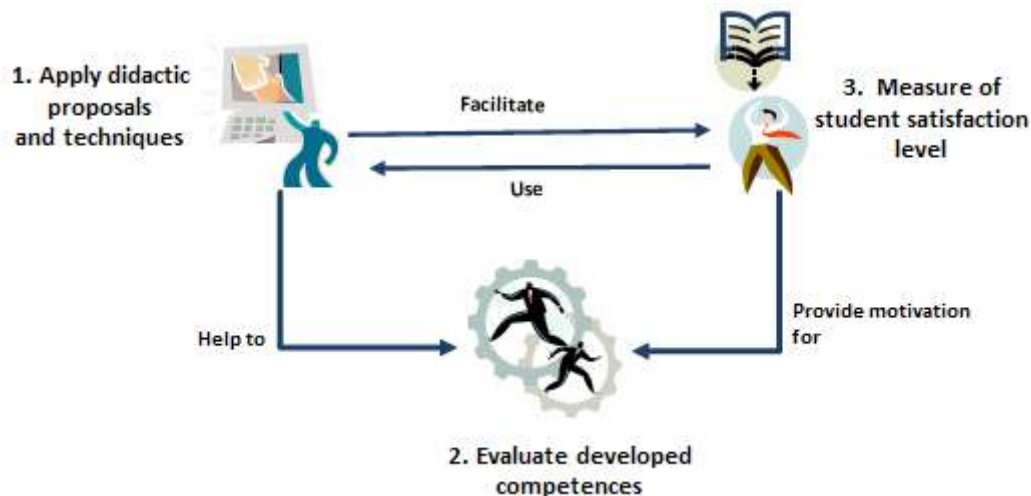 1. Apply didactic
proposals
and techniques
Facilitate
Use
3. Measure of
student satisfaction
level
Help to
Provide motivation
for
2. Evaluate developed
competences